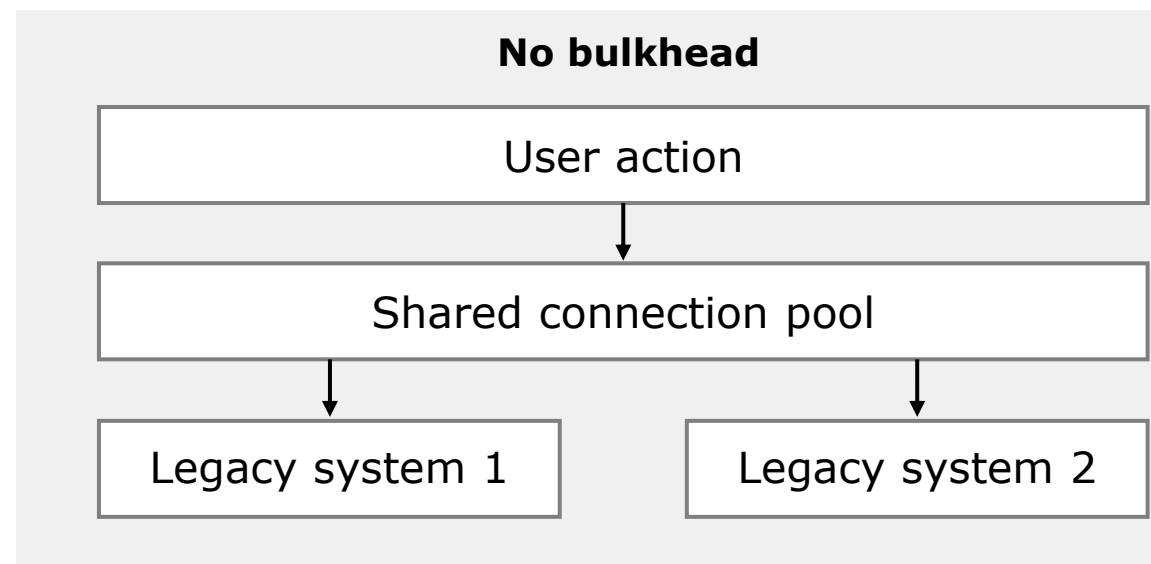 No bulkhead
User action
Shared connection pool
Legacy system 1
Legacy system 2